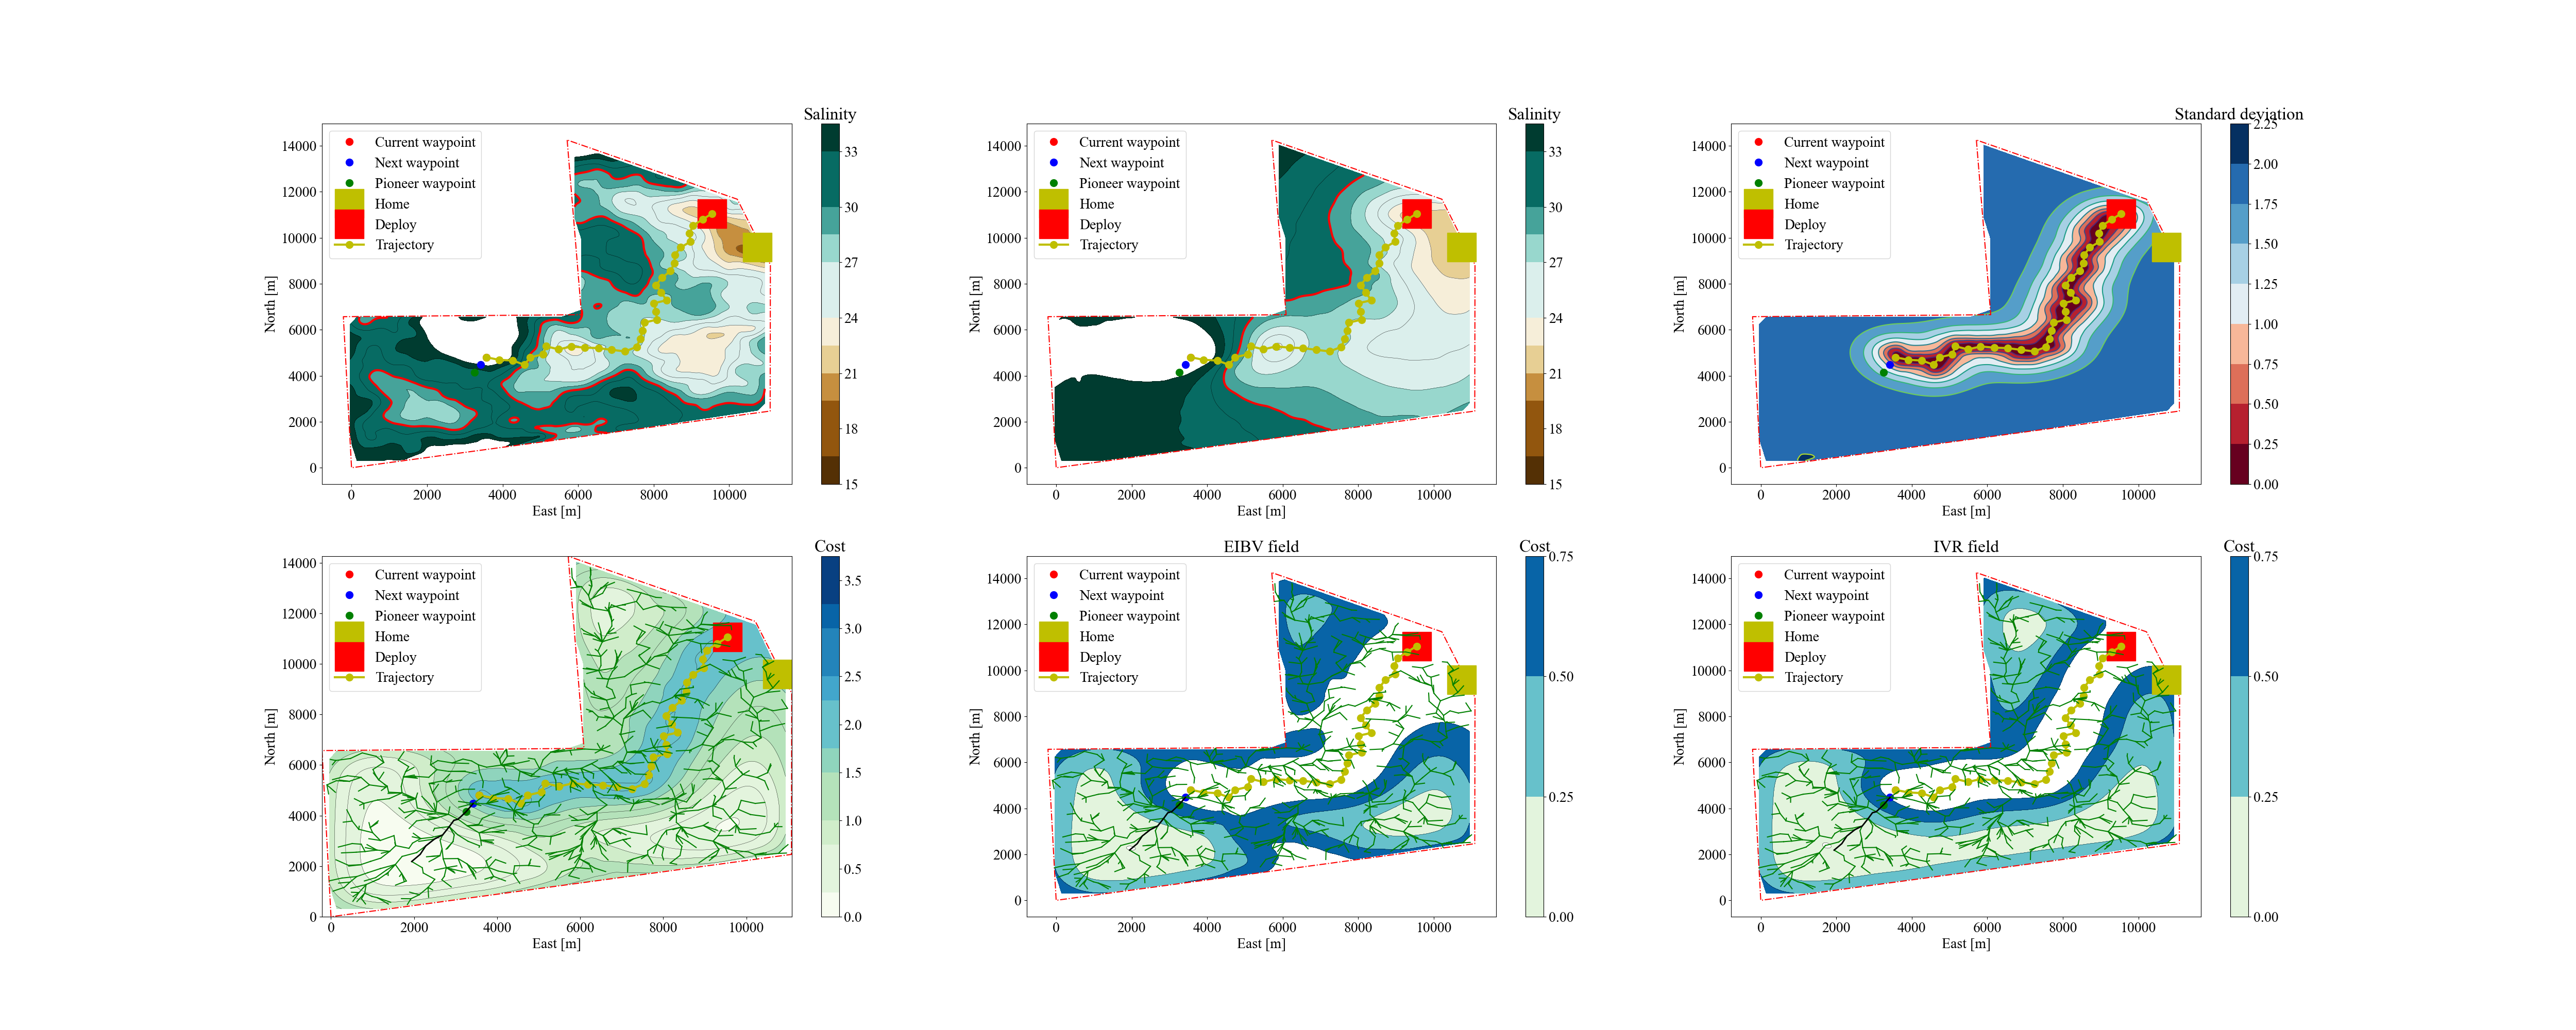 Salinity
Current waypoint
Next waypoint
Pioneer waypoint
Home
Deploy
Trajectory
14000
12000
10000
8000
6000
4000
2000
0
North [m]
0 2000 4000 6000 8000 10000
East [m]
33
30
27
24
21
18
15
Salinity
Current waypoint
Next waypoint
Pioneer waypoint
Home
Deploy
Trajectory
14000
12000
10000
8000
6000
4000
2000
0
North [m]
0 2000 4000 6000 8000 10000
East [m]
33
30
27
24
21
18
15
Standard deviation
Current waypoint
Next waypoint
Pioneer waypoint
Home
Deploy
Trajectory
14000
12000
10000
8000
6000
4000
2000
0
North [m]
0 2000 4000 6000 8000 10000
East [m]
2.25
2.00
1.75
1.50
1.25
1.00
0.75
0.50
0.25
0.00
Cost
Current waypoint
Next waypoint
Pioneer waypoint
Home
Deploy
Trajectory
14000
12000
10000
8000
6000
4000
2000
0
North [m]
0 2000 4000 6000 8000 10000
East [m]
3.5
3.0
2.5
2.0
1.5
1.0
0.5
0.0
EIBV field
Cost
Current waypoint
Next waypoint
Pioneer waypoint
Home
Deploy
Trajectory
14000
12000
10000
8000
6000
4000
2000
0
North [m]
0 2000 4000 6000 8000 10000
East [m]
0.75
0.50
0.25
0.00
IVR field
Cost
Current waypoint
Next waypoint
Pioneer waypoint
Home
Deploy
Trajectory
14000
12000
10000
8000
6000
4000
2000
0
North [m]
0 2000 4000 6000 8000 10000
East [m]
0.75
0.50
0.25
0.00